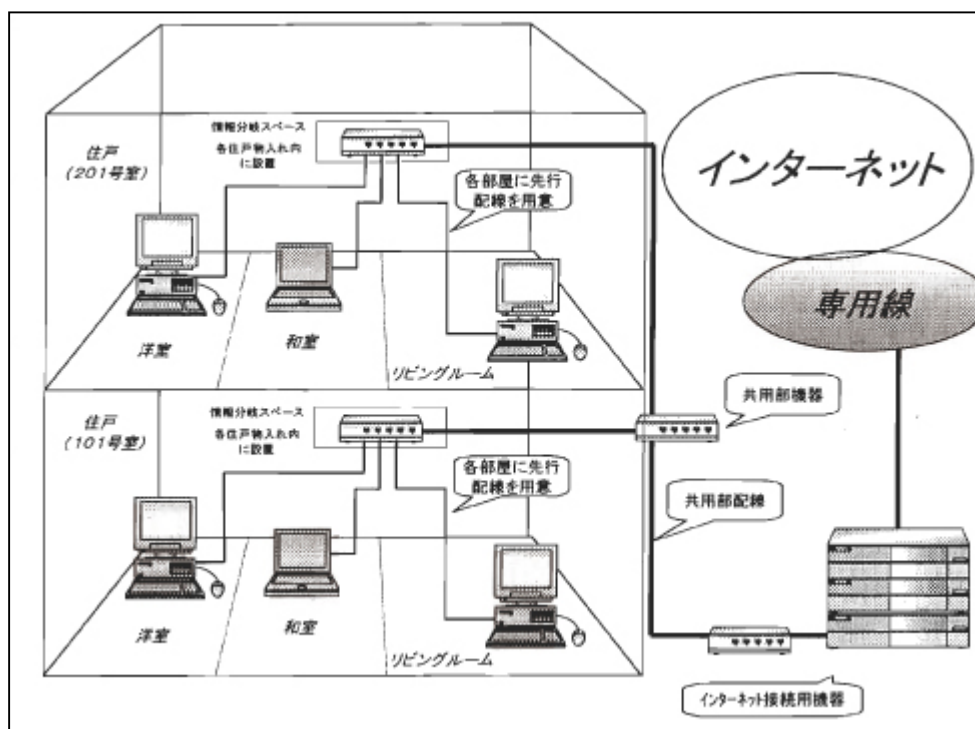 住戸
(201号室)
情報分岐スペース
各住戸物入れ内
に設置
各部屋に先行
配線を用意
洋室
和室
リビングルーム
住戸
(101号室)
情報分岐スペース
各住戸物入れ内
に設置
各部屋に先行
配線を用意
洋室
和室
リビングルーム
インターネット
専用線
共用部機器
共用部配線
インターネット接続用機器